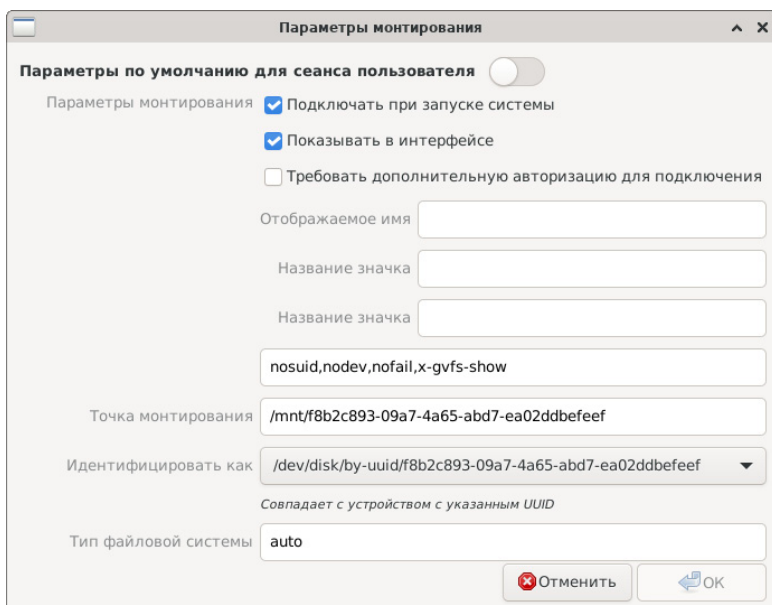 Параметры монтирования
Параметры по умолчанию для сеанса пользователя
Параметры монтирования Подключать при запуске системы
Показывать в интерфейсе
Требовать дополнительную авторизацию для подключения
Отображаемое имя
Название значка
Название значка
nosuid,nodev,nofail,x-gvfs-show
Точка монтирования /mnt/f8b2c893-09a7-4a65-abd7-ea02ddbefeef
Идентифицировать как /dev/disk/by-uuid/f8b2c893-09a7-4a65-abd7-ea02ddbefeef
Совпадает с устройством с указанным UUID
Тип файловой системы auto
Отменить ОК